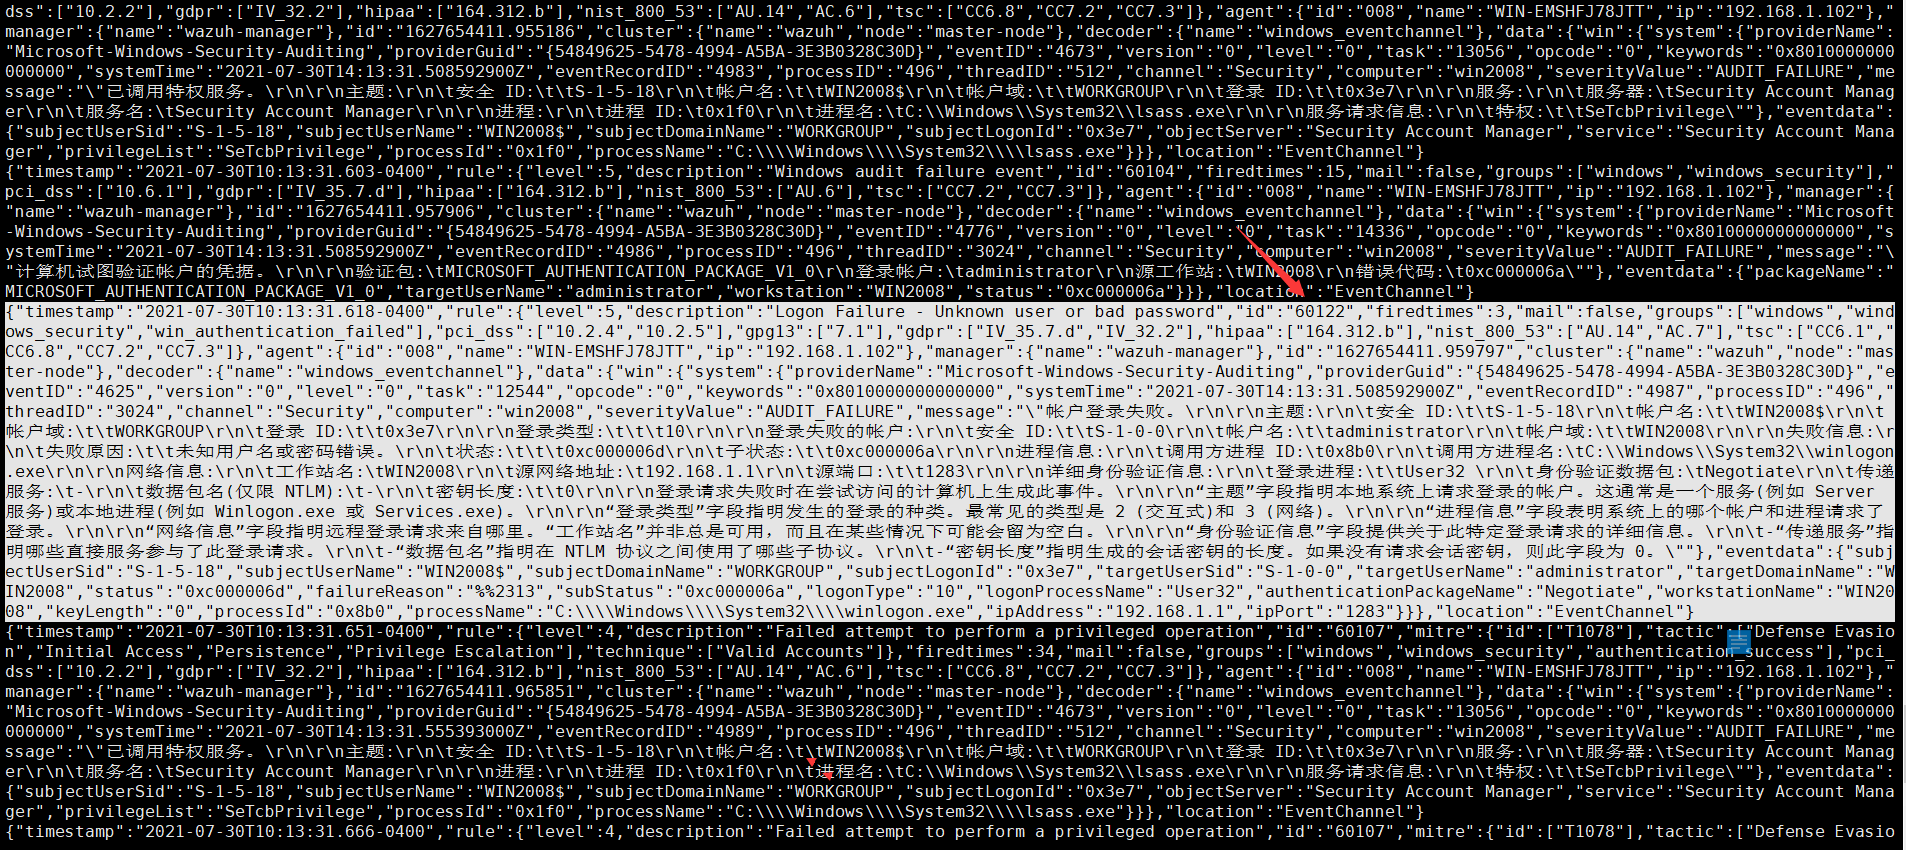 dss":["10.2.2"],"gdpr":["IV_32.2"],"hipaa":["164.312.b"],"nist_800_53":["AU.14","AC.6"],"tsc":["CC6.8","CC7.2","CC7.3"]},"agent":{"id":"008","name":"WIN-EMSHFJ78JTT","ip":"192.168.1.102"},"
manager":{"name":"wazuh-manager"},"id":"1627654411.955186","cluster":{"name":"wazuh","node":"master-node"},"decoder":{"name":"windows_eventchannel"},"data":{"win":{"system":{"providerName":
"Microsoft-Windows-Security-Auditing","providerGuid":"{54849625-5478-4994-A5BA-3E3B0328C30D}","eventID":"4673","version":"0","level":"0","task":"13056","opcode":"0","keywords":"0x8010000000
000000","systemTime":"2021-07-30T14:13:31.508592900Z","eventRecordID":"4983","processID":"496","threadID":"512","channel":"Security","computer":"win2008","severityValue":"AUDIT_FAILURE","me
ssage":"\"已调用特权服务。\r\n\r\n主题:\r\n\t安全 ID:\t\tS-1-5-18\r\n\t帐户名:\t\tWIN2008$\r\n\t帐户域:\t\tWORKGROUP\r\n\t登录 ID:\t\t0x3e7\r\n\r\n服务:\r\n\t服务器:\tSecurity Account Manag
er\r\n\t服务名:\tSecurity Account Manager\r\n\r\n进程:\r\n\t进程 ID:\t0x1f0\r\n\t进程名:\tC:\\Windows\\System32\\lsass.exe\r\n\r\n服务请求信息:\r\n\t特权:\t\tSeTcbPrivilege\""},"eventdata":
{"subjectUserSid":"S-1-5-18","subjectUserName":"WIN2008$","subjectDomainName":"WORKGROUP","subjectLogonId":"0x3e7","objectServer":"Security Account Manager","service":"Security Account Mana
ger","privilegeList":"SeTcbPrivilege","processId":"0x1f0","processName":"C:\\\\Windows\\\\System32\\\\lsass.exe"}}},"location":"EventChannel"}
{"timestamp":"2021-07-30T10:13:31.603-0400","rule":{"level":5,"description":"Windows audit failure event","id":"60104","firedtimes":15,"mail":false,"groups":["windows","windows_security"],"
pci_dss":["10.6.1"],"gdpr":["IV_35.7.d"],"hipaa":["164.312.b"],"nist_800_53":["AU.6"],"tsc":["CC7.2","CC7.3"]},"agent":{"id":"008","name":"WIN-EMSHFJ78JTT","ip":"192.168.1.102"},"manager":{
"name":"wazuh-manager"},"id":"1627654411.957906","cluster":{"name":"wazuh","node":"master-node"},"decoder":{"name":"windows_eventchannel"},"data":{"win":{"system":{"providerName":"Microsoft
-Windows-Security-Auditing","providerGuid":"{54849625-5478-4994-A5BA-3E3B0328C30D}","eventID":"4776","version":"0","level":"0","task":"14336","opcode":"0","keywords":"0x8010000000000000","s
ystemTime":"2021-07-30T14:13:31.508592900Z","eventRecordID":"4986","processID":"496","threadID":"3024","channel":"Security","computer":"win2008","severityValue":"AUDIT_FAILURE","message":"\
"计算机试图验证帐户的凭据。\r\n\r\n验证包:\tMICROSOFT_AUTHENTICATION_PACKAGE_V1_0\r\n登录帐户:\tadministrator\r\n源工作站:\tWIN2008\r\n错误代码:\t0xc000006a\""},"eventdata":{"packageName":"
MICROSOFT_AUTHENTICATION_PACKAGE_V1_0","targetUserName":"administrator","workstation":"WIN2008","status":"0xc000006a"}}},"location":"EventChannel"}
{"timestamp":"2021-07-30T10:13:31.618-0400","rule":{"level":5,"description":"Logon Failure - Unknown user or bad password","id":"60122","firedtimes":3,"mail":false,"groups":["windows","wind
ows_security","win_authentication_failed"],"pci_dss":["10.2.4","10.2.5"],"gpg13":["7.1"],"gdpr":["IV_35.7.d","IV_32.2"],"hipaa":["164.312.b"],"nist_800_53":["AU.14","AC.7"],"tsc":["CC6.1","
CC6.8","CC7.2","CC7.3"]},"agent":{"id":"008","name":"WIN-EMSHFJ78JTT","ip":"192.168.1.102"},"manager":{"name":"wazuh-manager"},"id":"1627654411.959797","cluster":{"name":"wazuh","node":"mas
ter-node"},"decoder":{"name":"windows_eventchannel"},"data":{"win":{"system":{"providerName":"Microsoft-Windows-Security-Auditing","providerGuid":"{54849625-5478-4994-A5BA-3E3B0328C30D}","e
ventID":"4625","version":"0","level":"0","task":"12544","opcode":"0","keywords":"0x8010000000000000","systemTime":"2021-07-30T14:13:31.508592900Z","eventRecordID":"4987","processID":"496","
threadID":"3024","channel":"Security","computer":"win2008","severityValue":"AUDIT_FAILURE","message":"\"帐户登录失败。\r\n\r\n主题:\r\n\t安全 ID:\t\tS-1-5-18\r\n\t帐户名:\t\tWIN2008$\r\n\t
帐户域:\t\tWORKGROUP\r\n\t登录 ID:\t\t0x3e7\r\n\r\n登录类型:\t\t\t10\r\n\r\n登录失败的帐户:\r\n\t安全 ID:\t\tS-1-0-0\r\n\t帐户名:\t\tadministrator\r\n\t帐户域:\t\tWIN2008\r\n\r\n失败信息:\r
\n\t失败原因:\t\t未知用户名或密码错误。\r\n\t状态:\t\t\t0xc000006d\r\n\t子状态:\t\t0xc000006a\r\n\r\n进程信息:\r\n\t调用方进程 ID:\t0x8b0\r\n\t调用方进程名:\tC:\\Windows\\System32\\winlogon
.exe\r\n\r\n网络信息:\r\n\t工作站名:\tWIN2008\r\n\t源网络地址:\t192.168.1.1\r\n\t源端口:\t\t1283\r\n\r\n详细身份验证信息:\r\n\t登录进程:\t\tUser32 \r\n\t身份验证数据包:\tNegotiate\r\n\t传递
服务:\t-\r\n\t数据包名(仅限 NTLM):\t-\r\n\t密钥长度:\t\t0\r\n\r\n登录请求失败时在尝试访问的计算机上生成此事件。\r\n\r\n“主题”字段指明本地系统上请求登录的帐户。这通常是一个服务(例如 Server
服务)或本地进程(例如 Winlogon.exe 或 Services.exe)。\r\n\r\n“登录类型”字段指明发生的登录的种类。最常见的类型是 2 (交互式)和 3 (网络)。\r\n\r\n“进程信息”字段表明系统上的哪个帐户和进程请求了
登录。\r\n\r\n“网络信息”字段指明远程登录请求来自哪里。“工作站名”并非总是可用，而且在某些情况下可能会留为空白。\r\n\r\n“身份验证信息”字段提供关于此特定登录请求的详细信息。\r\n\t-“传递服务”指
明哪些直接服务参与了此登录请求。\r\n\t-“数据包名”指明在 NTLM 协议之间使用了哪些子协议。\r\n\t-“密钥长度”指明生成的会话密钥的长度。如果没有请求会话密钥，则此字段为 0。\""},"eventdata":{"subj
ectUserSid":"S-1-5-18","subjectUserName":"WIN2008$","subjectDomainName":"WORKGROUP","subjectLogonId":"0x3e7","targetUserSid":"S-1-0-0","targetUserName":"administrator","targetDomainName":"W
IN2008","status":"0xc000006d","failureReason":"%%2313","subStatus":"0xc000006a","logonType":"10","logonProcessName":"User32","authenticationPackageName":"Negotiate","workstationName":"WIN20
08","keyLength":"0","processId":"0x8b0","processName":"C:\\\\Windows\\\\System32\\\\winlogon.exe","ipAddress":"192.168.1.1","ipPort":"1283"}}},"location":"EventChannel"}
{"timestamp":"2021-07-30T10:13:31.651-0400","rule":{"level":4,"description":"Failed attempt to perform a privileged operation","id":"60107","mitre":{"id":["T1078"],"tactic":["Defense Evasio
n","Initial Access","Persistence","Privilege Escalation"],"technique":["Valid Accounts"]},"firedtimes":34,"mail":false,"groups":["windows","windows_security","authentication_success"],"pci_
dss":["10.2.2"],"gdpr":["IV_32.2"],"hipaa":["164.312.b"],"nist_800_53":["AU.14","AC.6"],"tsc":["CC6.8","CC7.2","CC7.3"]},"agent":{"id":"008","name":"WIN-EMSHFJ78JTT","ip":"192.168.1.102"},"
manager":{"name":"wazuh-manager"},"id":"1627654411.965851","cluster":{"name":"wazuh","node":"master-node"},"decoder":{"name":"windows_eventchannel"},"data":{"win":{"system":{"providerName":
"Microsoft-Windows-Security-Auditing","providerGuid":"{54849625-5478-4994-A5BA-3E3B0328C30D}","eventID":"4673","version":"0","level":"0","task":"13056","opcode":"0","keywords":"0x8010000000
000000","systemTime":"2021-07-30T14:13:31.555393000Z","eventRecordID":"4989","processID":"496","threadID":"512","channel":"Security","computer":"win2008","severityValue":"AUDIT_FAILURE","me
ssage":"\"已调用特权服务。\r\n\r\n主题:\r\n\t安全 ID:\t\tS-1-5-18\r\n\t帐户名:\t\tWIN2008$\r\n\t帐户域:\t\tWORKGROUP\r\n\t登录 ID:\t\t0x3e7\r\n\r\n服务:\r\n\t服务器:\tSecurity Account Manag
er\r\n\t服务名:\tSecurity Account Manager\r\n\r\n进程:\r\n\t进程 ID:\t0x1f0\r\n\t进程名:\tC:\\Windows\\System32\\lsass.exe\r\n\r\n服务请求信息:\r\n\t特权:\t\tSeTcbPrivilege\""},"eventdata":
{"subjectUserSid":"S-1-5-18","subjectUserName":"WIN2008$","subjectDomainName":"WORKGROUP","subjectLogonId":"0x3e7","objectServer":"Security Account Manager","service":"Security Account Mana
ger","privilegeList":"SeTcbPrivilege","processId":"0x1f0","processName":"C:\\\\Windows\\\\System32\\\\lsass.exe"}}},"location":"EventChannel"}
{"timestamp":"2021-07-30T10:13:31.666-0400","rule":{"level":4,"description":"Failed attempt to perform a privileged operation","id":"60107","mitre":{"id":["T1078"],"tactic":["Defense Evasio